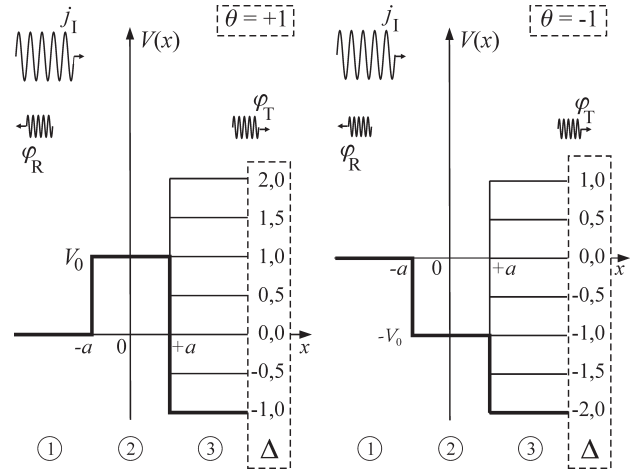 j_I
θ = +1
V(x)
φ_R
φ_T
V₀
2,0
1,5
1,0
0,5
0,0
-0,5
-1,0
-a
0
+a
x
① ② ③ Δ
j_I
θ = -1
V(x)
φ_R
φ_T
1,0
0,5
0,0
-0,5
-1,0
-1,5
-2,0
-a
0
+a
x
-V₀
① ② ③ Δ